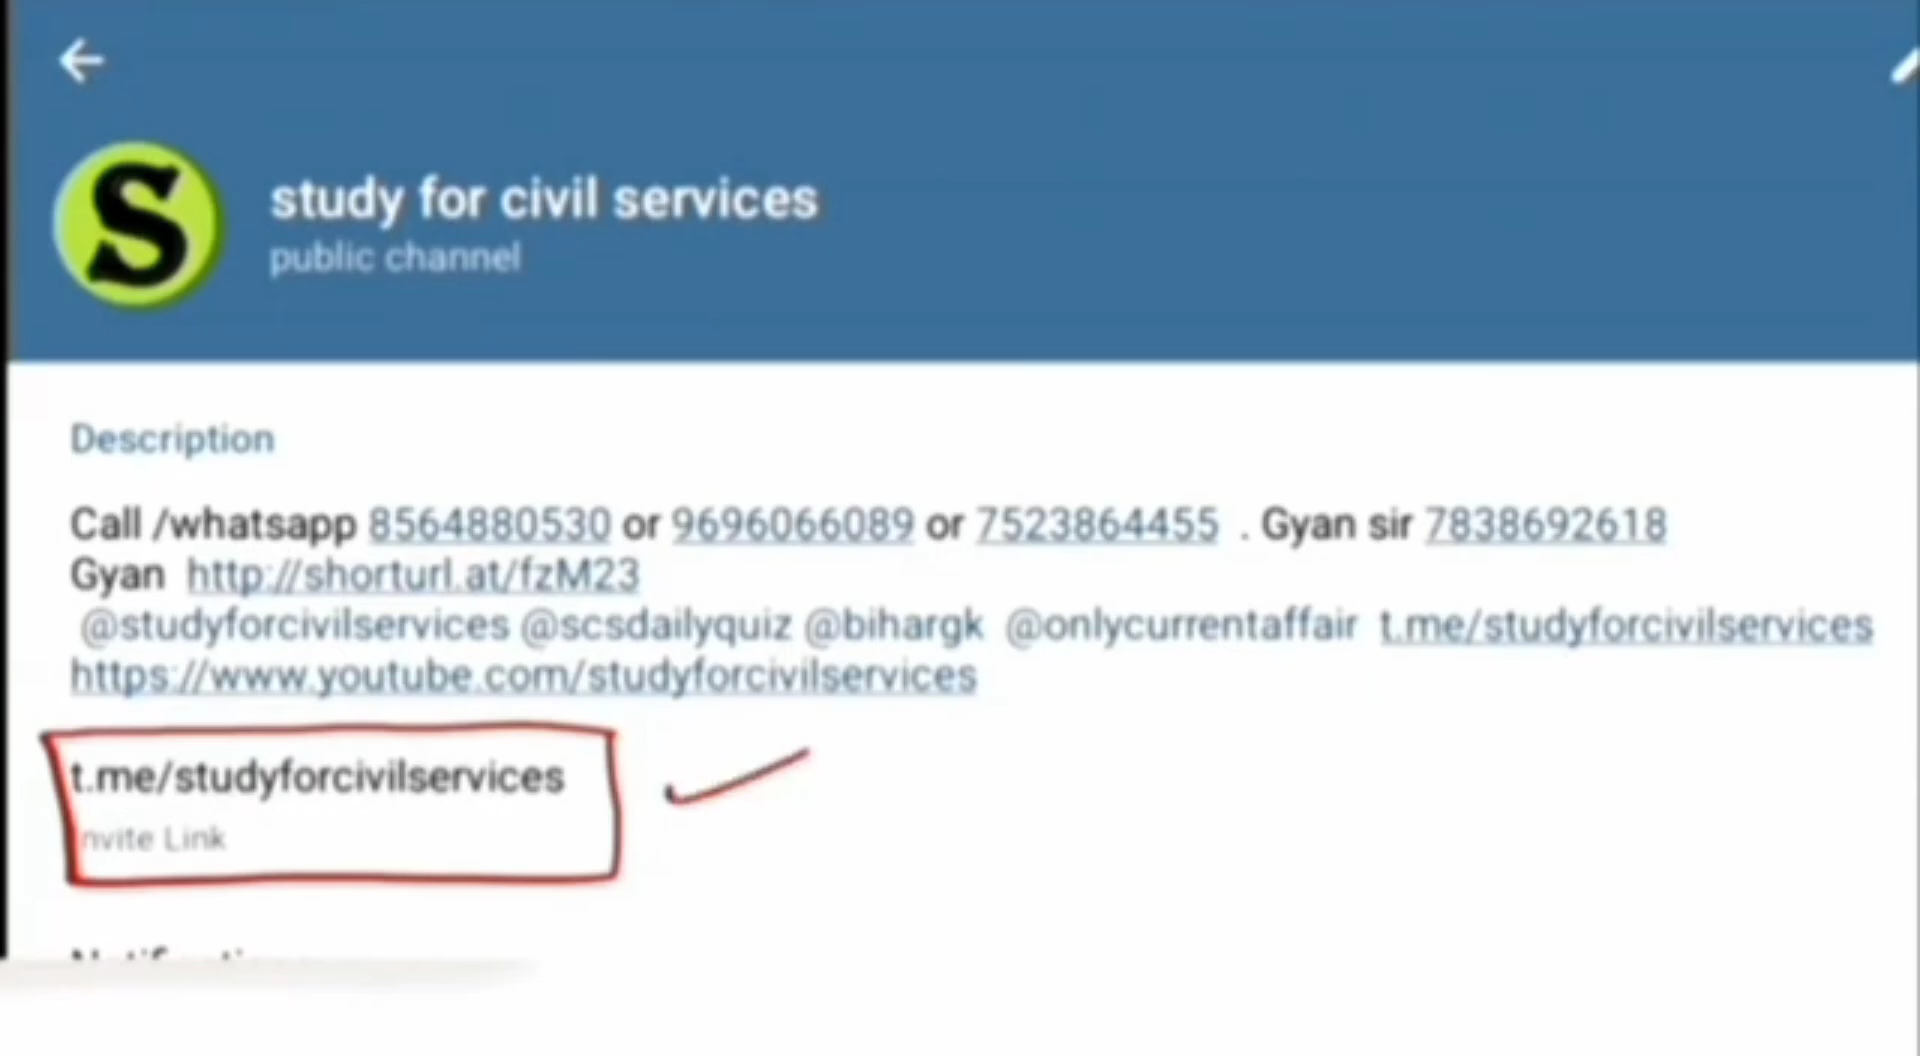 S
study for civil services
public channel
Description
Call /whatsapp 8564880530 or 9696066089 or 7523864455 . Gyan sir 7838692618
Gyan http://shorturl.at/fzM23
@studyforcivilservices @scsdailyquiz @bihargk @onlycurrentaffair t.me/studyforcivilservices
https://www.youtube.com/studyforcivilservices
t.me/studyforcivilservices
nvite Link